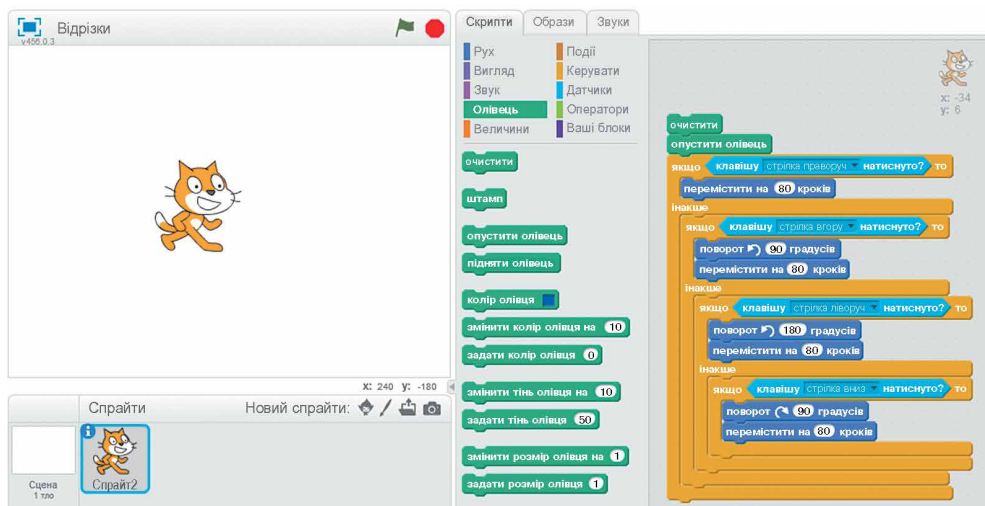 Відрізки
v456.0.3
x: 240 y: -180
Спрайти
Новий спрайти:
Сцена
1 тло
Спрайт2
Скрипти
Образи
Звуки
Рух
Події
Вигляд
Керувати
Звук
Датчики
Олівець
Оператори
Величини
Ваші блоки
очистити
штамп
опустити олівець
підняти олівець
колір олівця
змінити колір олівця на 10
задати колір олівця 0
змінити тінь олівця на 10
задати тінь олівця 50
змінити розмір олівця на 1
задати розмір олівця 1
x: -34
y: 6
очистити
опустити олівець
якщо клавішу стрілка праворуч натиснуто? то
перемістити на 80 кроків
інакше
якщо клавішу стрілка вгору натиснуто? то
поворот 90 градусів
перемістити на 80 кроків
інакше
якщо клавішу стрілка ліворуч натиснуто? то
поворот 180 градусів
перемістити на 80 кроків
інакше
якщо клавішу стрілка вниз натиснуто? то
поворот 90 градусів
перемістити на 80 кроків